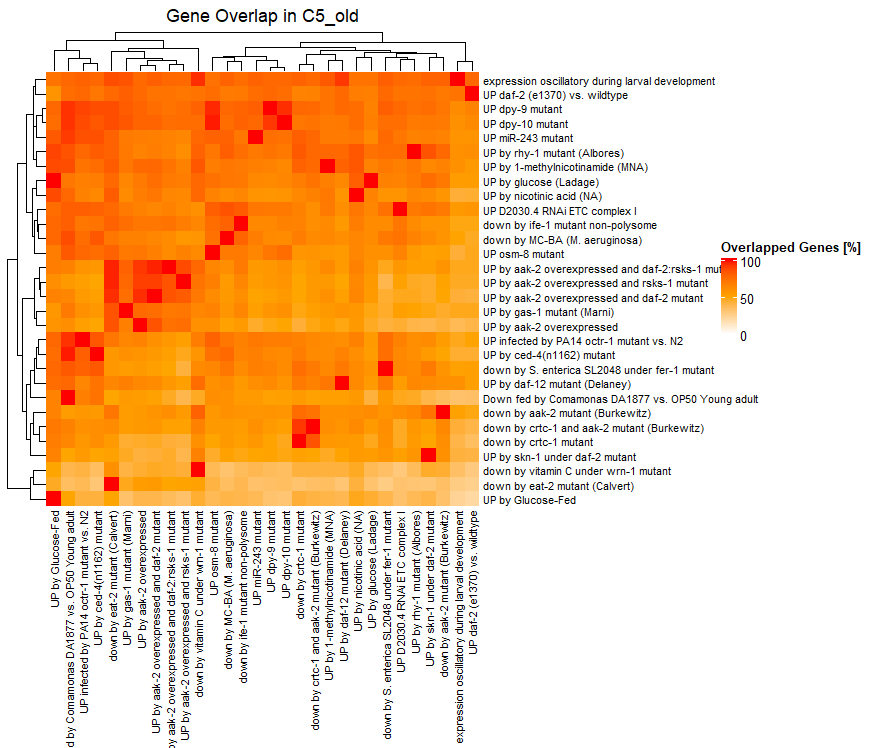 Gene Overlap in C5_old
expression oscillatory during larval development
UP daf-2 (e1370) vs. wildtype
UP dpy-9 mutant
UP dpy-10 mutant
UP miR-243 mutant
UP by rhy-1 mutant (Albores)
UP by 1-methylnicotinamide (MNA)
UP by glucose (Ladage)
UP by nicotinic acid (NA)
UP D2030.4 RNAi ETC complex I
down by ife-1 mutant non-polysome
down by MC-BA (M. aeruginosa)
UP osm-8 mutant
UP by aak-2 overexpressed and daf-2:rsks-1 mut
UP by aak-2 overexpressed and rsks-1 mutant
UP by aak-2 overexpressed and daf-2 mutant
UP by gas-1 mutant (Marni)
UP by aak-2 overexpressed
UP infected by PA14 octr-1 mutant vs. N2
UP by ced-4(n1162) mutant
down by S. enterica SL2048 under fer-1 mutant
UP by daf-12 mutant (Delaney)
Down fed by Comamonas DA1877 vs. OP50 Young adult
down by aak-2 mutant (Burkewitz)
down by crtc-1 and aak-2 mutant (Burkewitz)
down by crtc-1 mutant
UP by skn-1 under daf-2 mutant
down by vitamin C under wrn-1 mutant
down by eat-2 mutant (Calvert)
UP by Glucose-Fed
Overlapped Genes [%]
100
50
0
UP by Glucose-Fed
d by Comamonas DA1877 vs. OP50 Young adult
UP infected by PA14 octr-1 mutant vs. N2
UP by ced-4(n1162) mutant
down by eat-2 mutant (Calvert)
UP by gas-1 mutant (Marni)
UP by aak-2 overexpressed
UP by aak-2 overexpressed and daf-2 mutant
by aak-2 overexpressed and daf-2:rsks-1 mutant
UP by aak-2 overexpressed and rsks-1 mutant
down by vitamin C under wrn-1 mutant
UP osm-8 mutant
down by MC-BA (M. aeruginosa)
down by ife-1 mutant non-polysome
UP miR-243 mutant
UP dpy-9 mutant
UP dpy-10 mutant
down by crtc-1 mutant
down by crtc-1 and aak-2 mutant (Burkewitz)
UP by 1-methylnicotinamide (MNA)
UP by daf-12 mutant (Delaney)
UP by nicotinic acid (NA)
UP by glucose (Ladage)
down by S. enterica SL2048 under fer-1 mutant
UP D2030.4 RNAi ETC complex I
UP by rhy-1 mutant (Albores)
UP by skn-1 under daf-2 mutant
down by aak-2 mutant (Burkewitz)
expression oscillatory during larval development
UP daf-2 (e1370) vs. wildtype